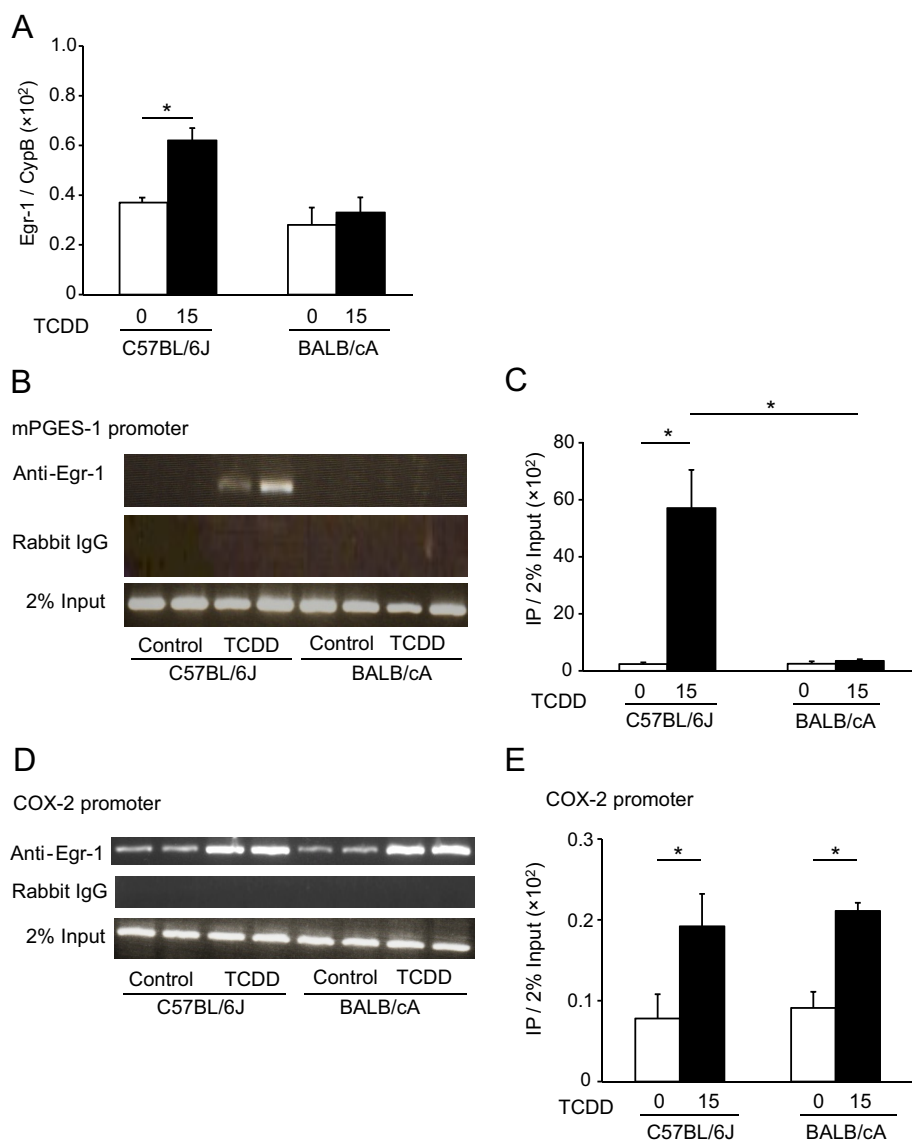 A
Egr-1 / CypB (×10²)
1.0
0.8
0.6
0.4
0.2
0
*
TCDD 0 15 0 15
C57BL/6J BALB/cA
B
mPGES-1 promoter
Anti-Egr-1
Rabbit IgG
2% Input
Control TCDD Control TCDD
C57BL/6J BALB/cA
C
IP / 2% Input (×10²)
80
60
40
20
0
*
*
TCDD 0 15 0 15
C57BL/6J BALB/cA
D
COX-2 promoter
Anti-Egr-1
Rabbit IgG
2% Input
Control TCDD Control TCDD
C57BL/6J BALB/cA
E
COX-2 promoter
IP / 2% Input (×10²)
0.3
0.2
0.1
0
* *
TCDD 0 15 0 15
C57BL/6J BALB/cA